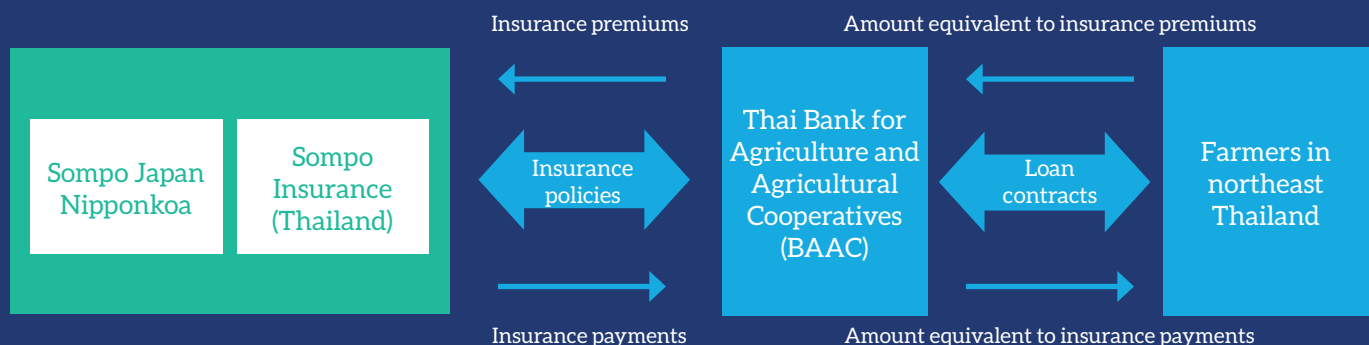 Insurance premiums
Amount equivalent to insurance premiums
Sompo Japan
Nipponkoa
Sompo
Insurance
(Thailand)
Insurance
policies
Thai Bank for
Agriculture and
Agricultural
Cooperatives
(BAAC)
Loan
contracts
Farmers in
northeast
Thailand
Insurance payments
Amount equivalent to insurance payments